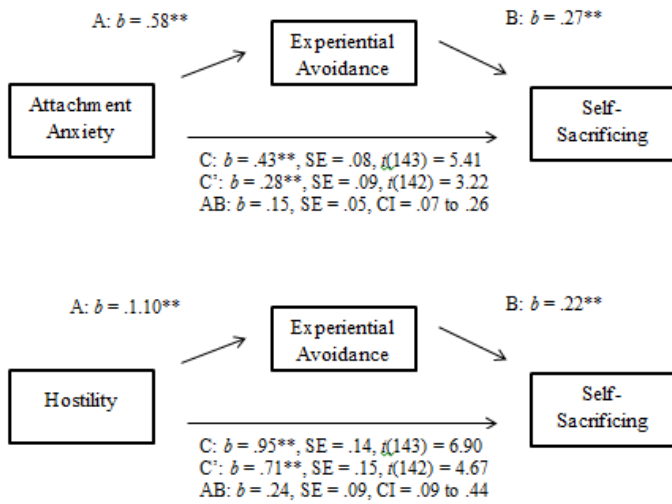 A: b = .58**
B: b = .27**
Experiential
Avoidance
Attachment
Anxiety
Self-
Sacrificing
C: b = .43**, SE = .08, t(143) = 5.41
C’: b = .28**, SE = .09, t(142) = 3.22
AB: b = .15, SE = .05, CI = .07 to .26
A: b = .1.10**
B: b = .22**
Experiential
Avoidance
Hostility
Self-
Sacrificing
C: b = .95**, SE = .14, t(143) = 6.90
C’: b = .71**, SE = .15, t(142) = 4.67
AB: b = .24, SE = .09, CI = .09 to .44